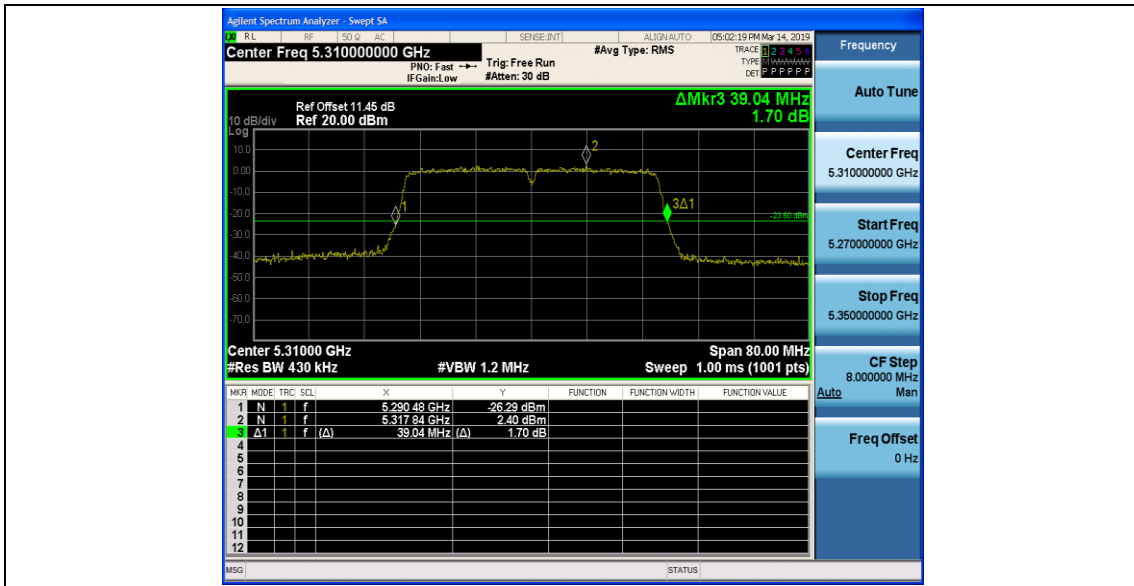 Agilent Spectrum Analyzer - Swept SA
RL RF 50 Ω AC SENSE:INT ALIGN AUTO 05:02:19 PM Mar 14, 2019
Center Freq 5.310000000 GHz
PNO: Fast
IFGain:Low
Trig: Free Run
#Atten: 30 dB
#Avg Type: RMS
TRACE 1 2 3 4 5 6
TYPE M WWWWW
DET P P P P P P
Ref Offset 11.45 dB
10 dB/div Ref 20.00 dBm
ΔMkr3 39.04 MHz
1.70 dB
Log
10.0
0.00
-10.0
-20.0
-30.0
-40.0
-50.0
-60.0
-70.0
1
2
3Δ1
-23.60 dBm
Center 5.31000 GHz Span 80.00 MHz
#Res BW 430 kHz #VBW 1.2 MHz Sweep 1.00 ms (1001 pts)
MKR MODE TRC SCL X Y FUNCTION FUNCTION WIDTH FUNCTION VALUE
1 N 1 f 5.290 48 GHz -26.29 dBm
2 N 1 f 5.317 84 GHz 2.40 dBm
3 Δ1 1 f (Δ) 39.04 MHz (Δ) 1.70 dB
4
5
6
7
8
9
10
11
12
MSG STATUS
Frequency
Auto Tune
Center Freq
5.310000000 GHz
Start Freq
5.270000000 GHz
Stop Freq
5.350000000 GHz
CF Step
8.000000 MHz
Auto Man
Freq Offset
0 Hz